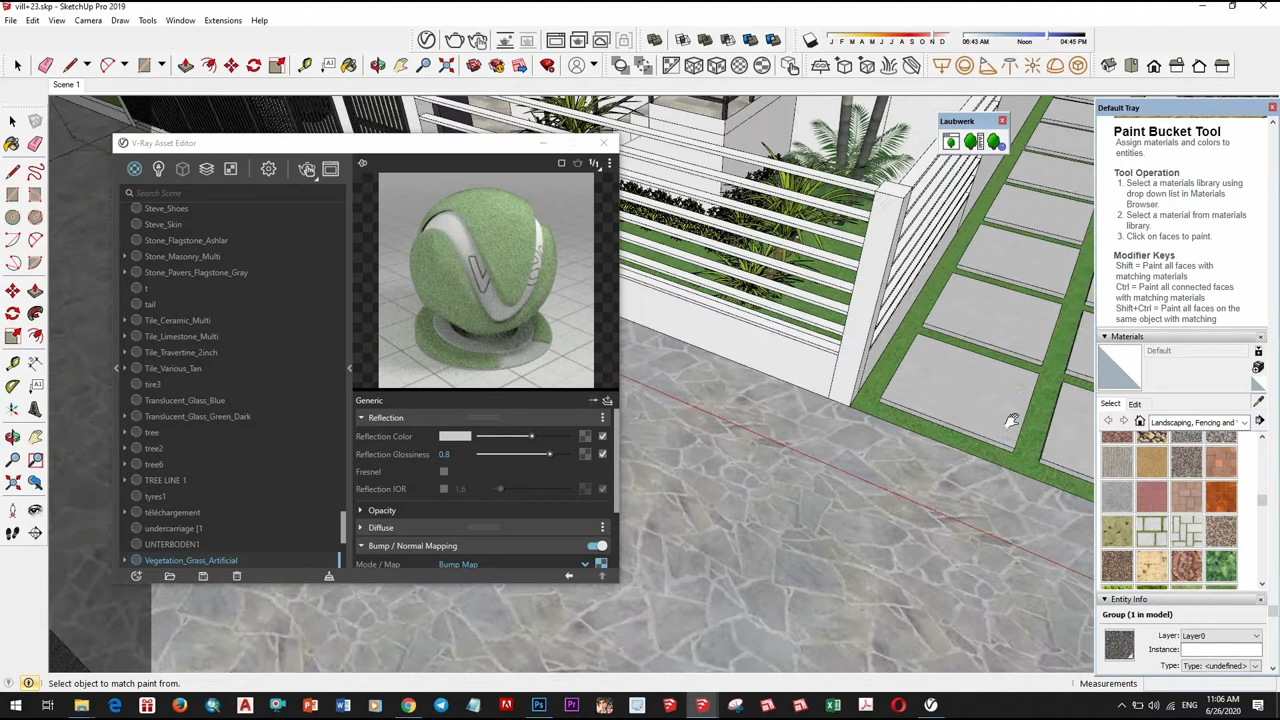 vill=23.skp - SketchUp Pro 2019
File Edit View Camera Draw Tools Window Extensions Help
J F M A M J J A S O N D
06:43 AM Noon 04:45 PM
Scene 1
V-Ray Asset Editor
Search Scene
Steve_Shoes
Steve_Skin
Stone_Flagstone_Ashlar
Stone_Masonry_Multi
Stone_Pavers_Flagstone_Gray
t
tail
Tile_Ceramic_Multi
Tile_Limestone_Multi
Tile_Travertine_2inch
Tile_Various_Tan
tire3
Translucent_Glass_Blue
Translucent_Glass_Green_Dark
tree
tree2
tree6
TREE LINE 1
tyres1
téléchargement
undercarriage [1
UNTERBODEN1
Vegetation_Grass_Artificial
1/1
Generic
Reflection
Reflection Color
Reflection Glossiness 0.8
Fresnel
Reflection IOR 1.6
Opacity
Diffuse
Bump / Normal Mapping
Mode / Map Bump Map
Laubwerk
Default Tray
Paint Bucket Tool
Assign materials and colors to
entities.
Tool Operation
1. Select a materials library using
drop down list in Materials
Browser.
2. Select a material from materials
library.
3. Click on faces to paint.
Modifier Keys
Shift = Paint all faces with
matching materials
Ctrl = Paint all connected faces
with matching materials
Shift+Ctrl = Paint all faces on the
same object with matching
Materials
Default
Select Edit
Landscaping, Fencing and
Entity Info
Group (1 in model)
Layer: Layer0
Instance:
Type: Type: <undefined>
Select object to match paint from.
Measurements
ENG
11:06 AM
6/26/2020